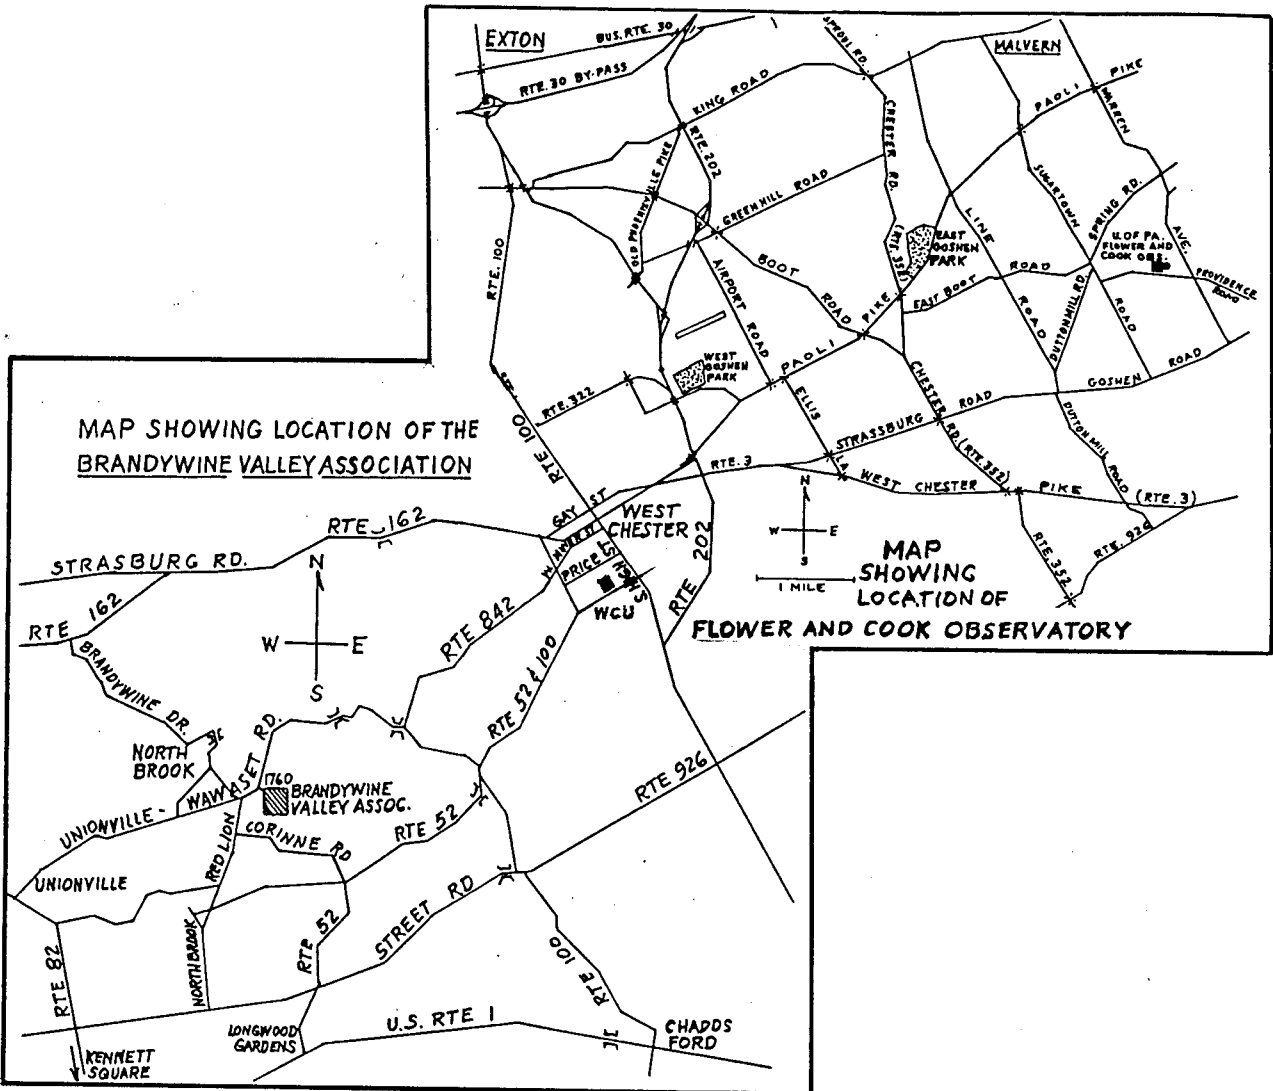 EXTON
BUS. RTE. 30
SPROUL RD.
MALVERN
RTE. 30 BY-PASS
KING ROAD
PAOLI PIKE
WARREN
AVE.
RTE. 202
OLD PHOENIXVILLE PIKE
CHESTER RD.
(RTE. 352)
GREEN HILL ROAD
SUGARTOWN
ROAD
SPRING RD.
LINE
ROAD
RTE. 100
EAST
GOSHEN
PARK
U. OF PA.
FLOWER AND
COOK OBS.
BOOT
ROAD
AIRPORT ROAD
EAST BOOT
ROAD
DUTTON MILL RD.
PROVIDENCE
ROAD
PAOLI
PIKE
WEST
GOSHEN
PARK
RTE. 322
ELLIS
LA.
CHESTER
RD. (RTE. 352)
GOSHEN
ROAD
STRASSBURG
ROAD
DUTTON MILL
ROAD
RTE 100
RTE. 3
WEST CHESTER
PIKE
(RTE. 3)
N
W E
S
1 MILE
RTE. 352
RTE. 926
MAP
SHOWING
LOCATION OF
FLOWER AND COOK OBSERVATORY
MAP SHOWING LOCATION OF THE
BRANDYWINE VALLEY ASSOCIATION
GAY ST
WEST
CHESTER
RTE 162
STRASBURG RD.
PRICE ST
S HIGH ST
WCU
RTE 202
N
W E
S
RTE 162
RTE 842
BRANDYWINE DR.
RTE 52 & 100
NORTH
BROOK
UNIONVILLE - WAWASET RD.
1760
BRANDYWINE
VALLEY ASSOC.
RTE 926
RTE 52
RED LION
CORINNE RD
UNIONVILLE
STREET RD
RTE 52
NORTHBROOK
RTE 82
RTE 100
LONGWOOD
GARDENS
U.S. RTE 1
CHADDS
FORD
KENNETT
SQUARE